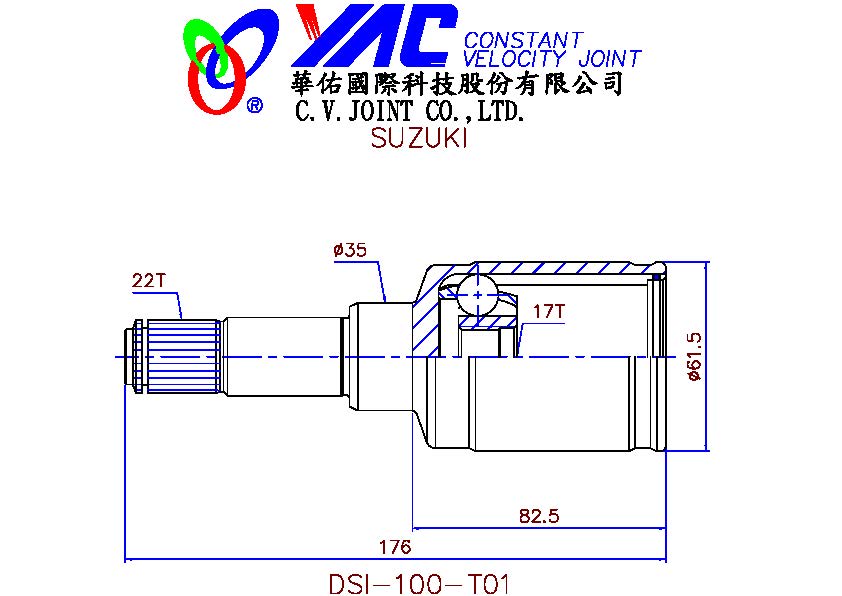 YAC CONSTANT
VELOCITY JOINT
®
華佑國際科技股份有限公司
C.V.JOINT CO.,LTD.
SUZUKI
ø35
22T
17T
ø61.5
82.5
176
DSI-100-T01